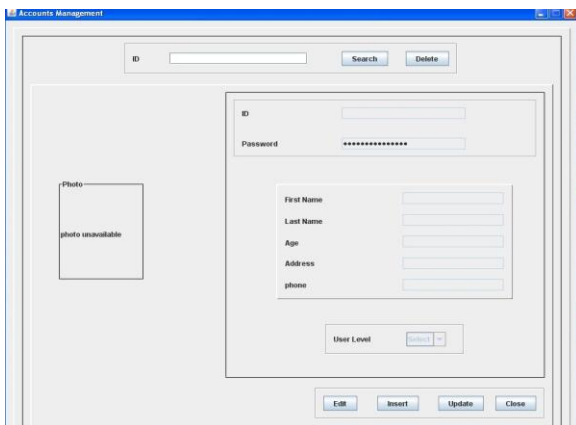 Accounts Management
ID Search Delete
ID
Password •••••••••••••••
Photo
photo unavailable
First Name
Last Name
Age
Address
phone
User Level Select
Edit Insert Update Close